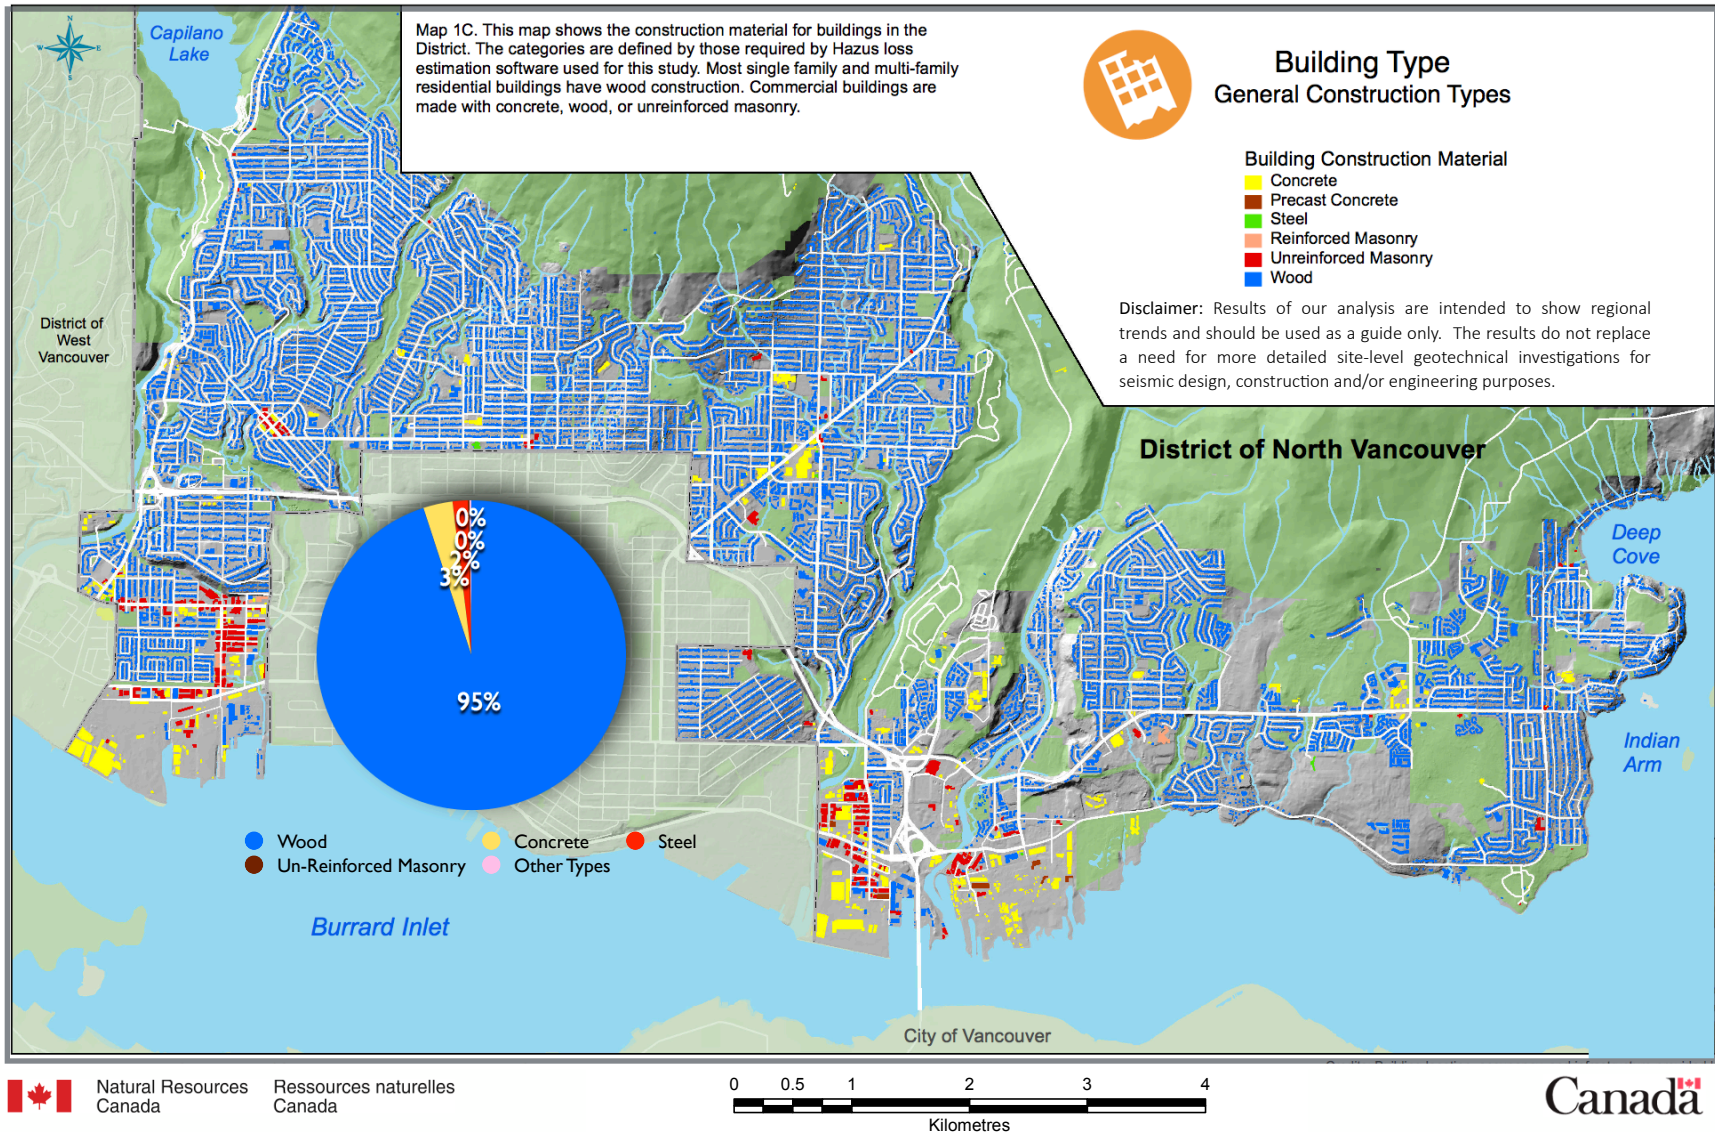 Capilano
Lake
N
W
E
S
Map 1C. This map shows the construction material for buildings in the
District. The categories are defined by those required by Hazus loss
estimation software used for this study. Most single family and multi-family
residential buildings have wood construction. Commercial buildings are
made with concrete, wood, or unreinforced masonry.
Building Type
General Construction Types
Building Construction Material
Concrete
Precast Concrete
Steel
Reinforced Masonry
Unreinforced Masonry
Wood
Disclaimer: Results of our analysis are intended to show regional
trends and should be used as a guide only. The results do not replace
a need for more detailed site-level geotechnical investigations for
seismic design, construction and/or engineering purposes.
District of
West
Vancouver
District of North Vancouver
Deep
Cove
Indian
Arm
0%
0%
2%
3%
95%
Wood
Concrete
Steel
Un-Reinforced Masonry
Other Types
Burrard Inlet
City of Vancouver
Natural Resources
Canada
Ressources naturelles
Canada
0 0.5 1 2 3 4
Kilometres
Canada